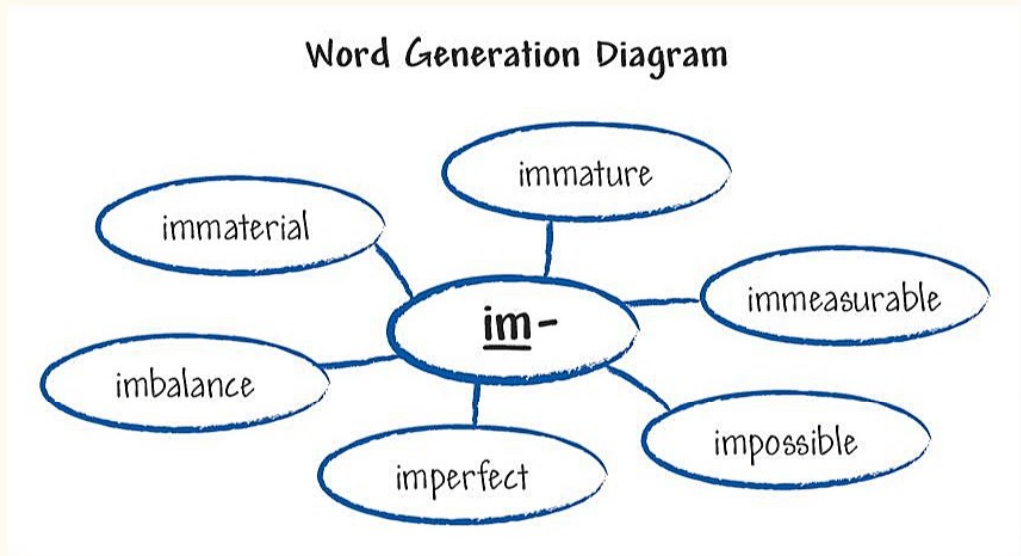 Word Generation Diagram
immature
immaterial
immeasurable
im-
imbalance
impossible
imperfect